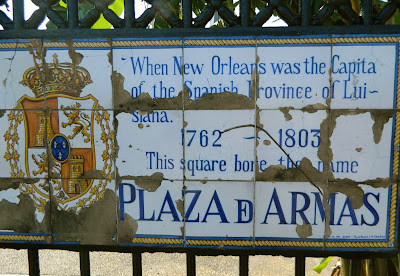 "When New Orleans was the Capita
of the Spanish Province of Lui-
siana.
1762 — 1803
This square bore the name
PLAZA D ARMAS